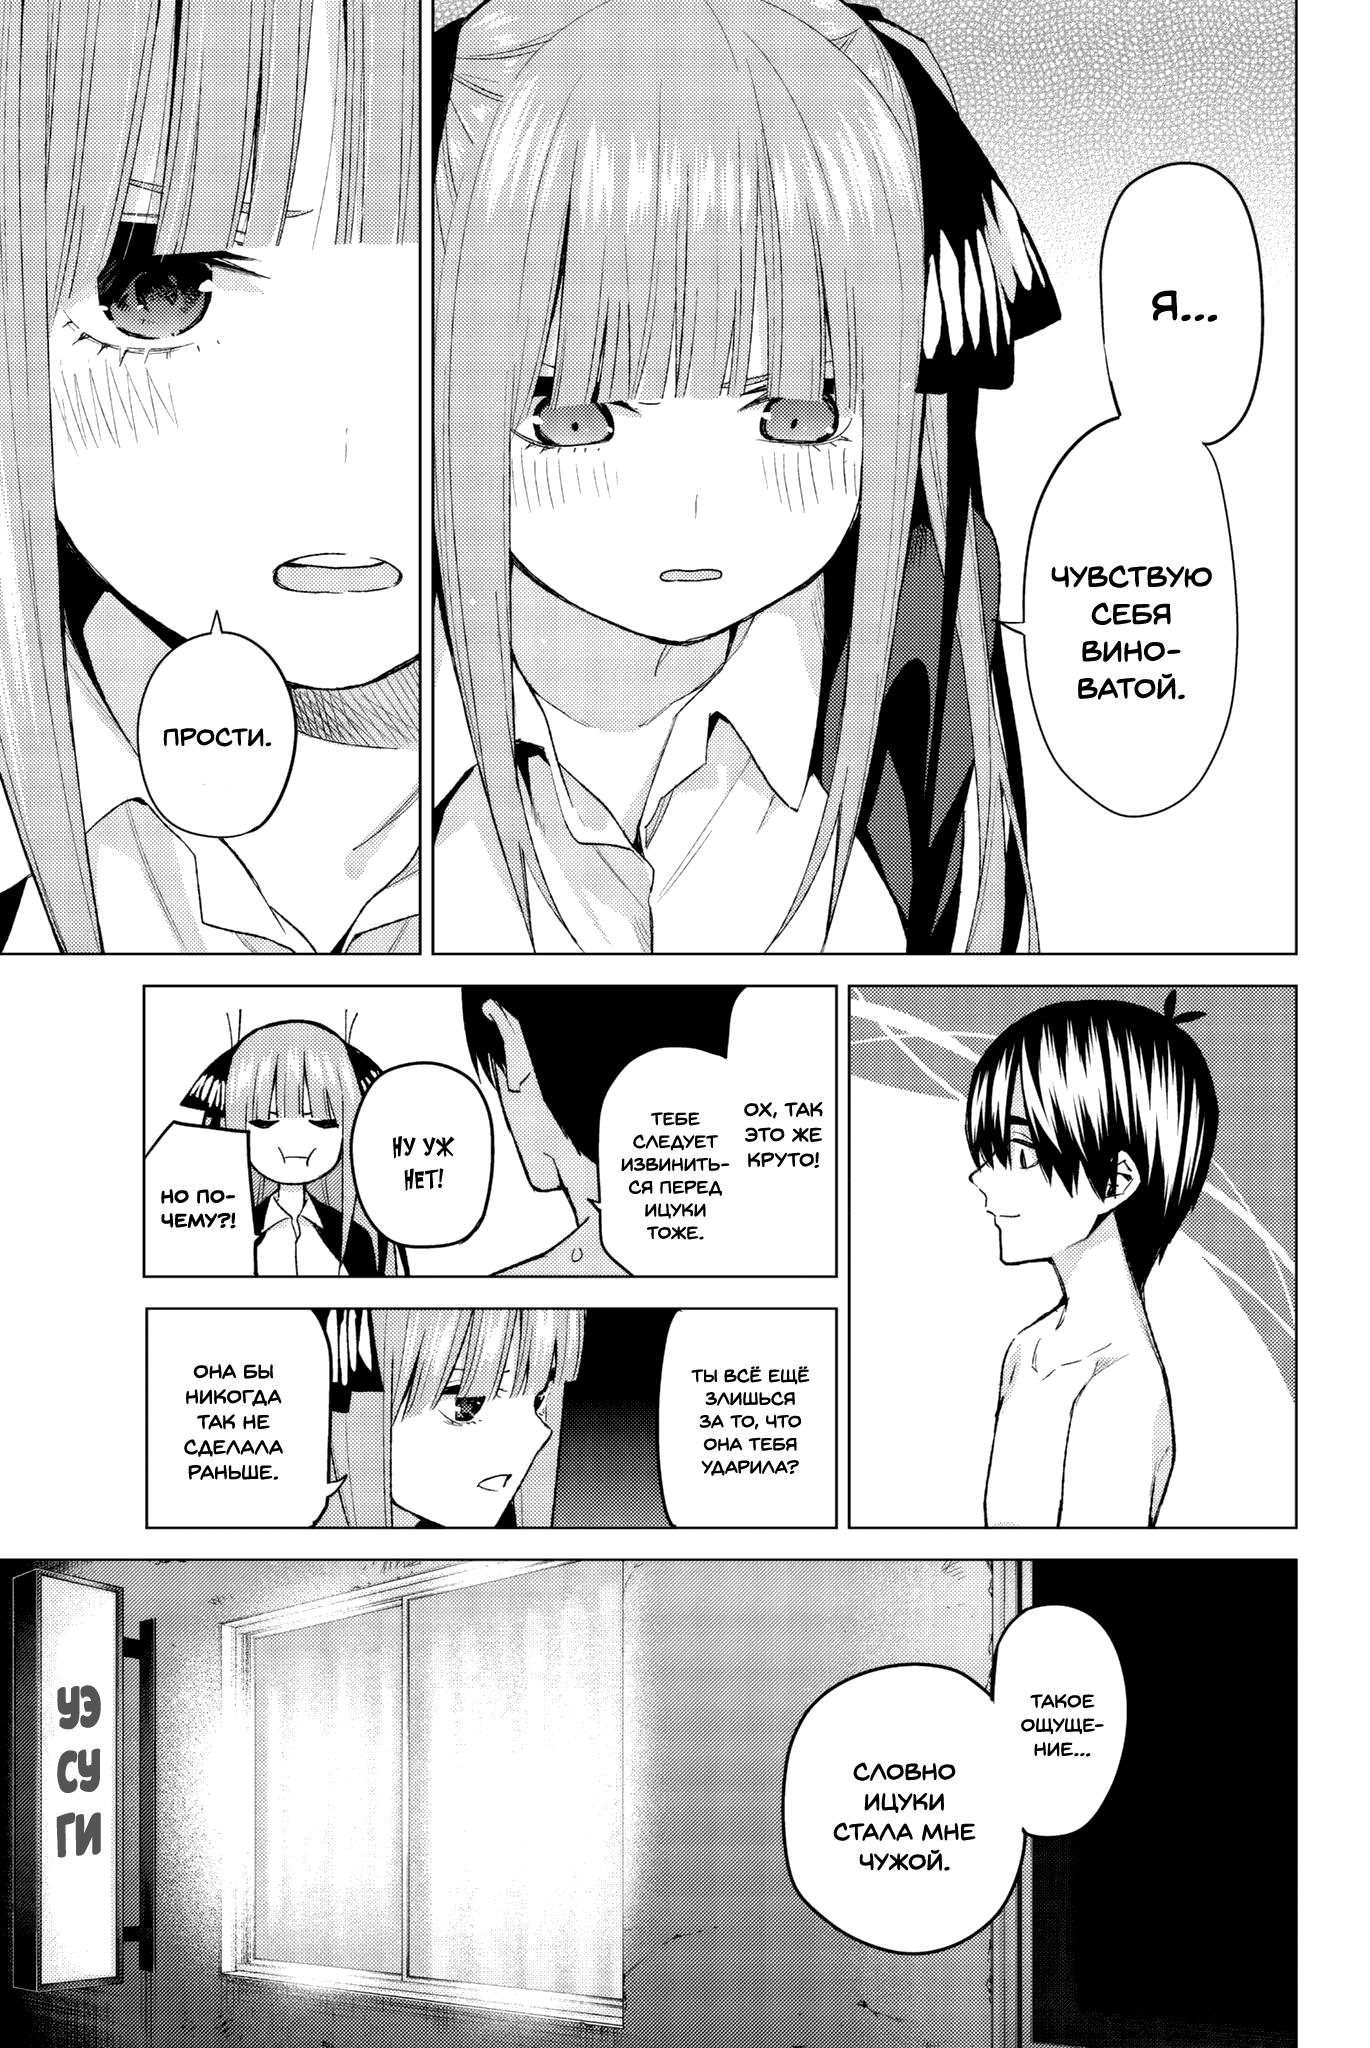 Я...
ЧУВСТВУЮ
СЕБЯ
ВИНО-
ВАТОЙ.
ПРОСТИ.
ОХ, ТАК
ЭТО ЖЕ
КРУТО!
ТЕБЕ
СЛЕДУЕТ
ИЗВИНИТЬ-
СЯ ПЕРЕД
ИЦУКИ
ТОЖЕ.
НУ УЖ
НЕТ!
НО ПО-
ЧЕМУ?!
ТЫ ВСЁ ЕЩЁ
ЗЛИШЬСЯ
ЗА ТО, ЧТО
ОНА ТЕБЯ
УДАРИЛА?
ОНА БЫ
НИКОГДА
ТАК НЕ
СДЕЛАЛА
РАНЬШЕ.
ТАКОЕ
ОЩУЩЕ-
НИЕ...
СЛОВНО
ИЦУКИ
СТАЛА МНЕ
ЧУЖОЙ.
УЭ
СУ
ГИ